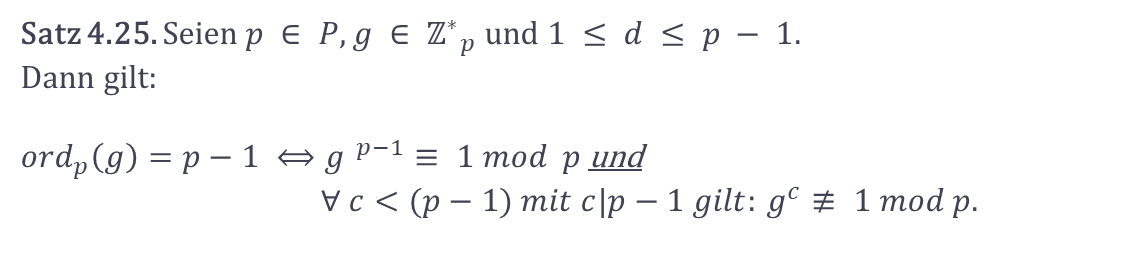 Satz 4.25. Seien p ∈ P, g ∈ ℤ*ₚ und 1 ≤ d ≤ p − 1.
Dann gilt:
ordₚ(g) = p − 1 ⟺ g ᵖ⁻¹ ≡ 1 mod p und
∀ c < (p − 1) mit c|p − 1 gilt: gᶜ ≢ 1 mod p.